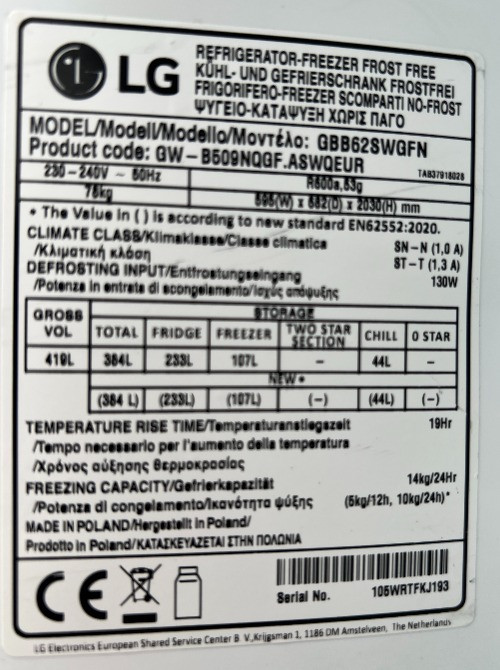 LG
REFRIGERATOR-FREEZER FROST FREE
KÜHL- UND GEFRIERSCHRANK FROSTFREI
FRIGORIFERO-FREEZER SCOMPARTI NO-FROST
ΨΥΓΕΙΟ-ΚΑΤΑΨΥΞΗ ΧΩΡΙΣ ΠΑΓΟ
MODEL/Modell/Modello/Μοντέλο: GBB62SWGFN
Product code: GW-B509NQGF.ASWQEUR TAB37918028
230-240V ~ 50Hz R600a,53g
78kg 595(W) x 682(D) x 2030(H) mm
• The Value in ( ) is according to new standard EN62552:2020.
CLIMATE CLASS/Klimaklasse/Classe climatica SN-N (1,0 A)
/Κλιματική κλάση ST-T (1,3 A)
DEFROSTING INPUT/Entfrostungseingang 130W
/Potenza in entrata di scongelamento/Ισχύς απόψυξης
GROSS VOL STORAGE
TOTAL FRIDGE FREEZER TWO STAR SECTION CHILL 0 STAR
419L 384L 233L 107L - 44L -
NEW •
(384 L) (233L) (107L) (-) (44L) (-)
TEMPERATURE RISE TIME/Temperaturanstiegszeit 19Hr
/Tempo necessario per l'aumento della temperatura
/Χρόνος αύξησης θερμοκρασίας
FREEZING CAPACITY/Gefrierkapazität 14kg/24Hr
/Potenza di congelamento/Ικανότητα ψύξης (5kg/12h, 10kg/24h)•
MADE IN POLAND/Hergestellt in Poland/
Prodotto in Poland/ΚΑΤΑΣΚΕΥΑΖΕΤΑΙ ΣΤΗΝ ΠΟΛΩΝΙΑ
CE
Serial No. 105WRTFKJ193
LG Electronics European Shared Service Center B.V.,Krijgsman 1, 1186 DM Amstelveen, The Netherlands